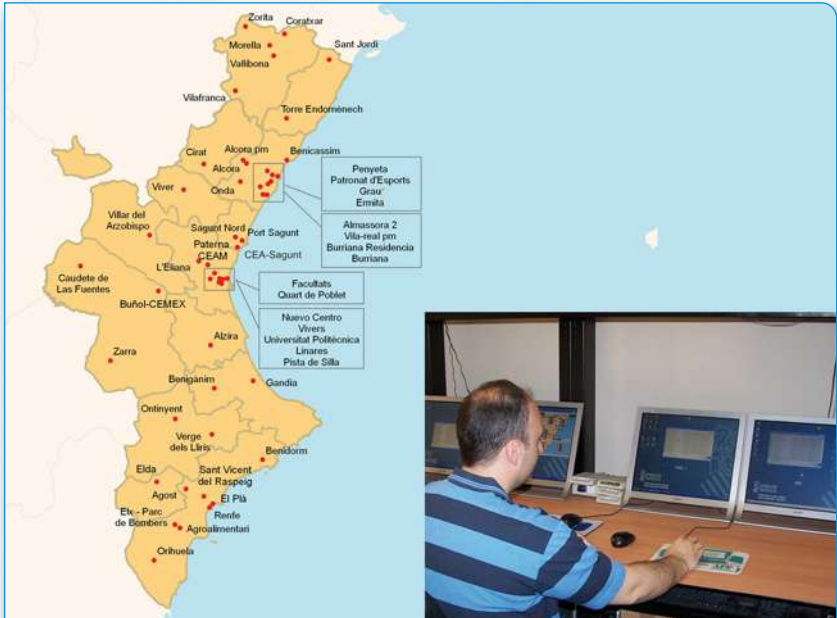 Zorita
Coratxar
Morella
Vallibona
Sant Jordi
Vilafranca
Torre Endoménech
Cirat
Alcora pm
Benicassim
Alcora
Onda
Viver
Penyeta
Patronat d'Esports
Grau
Ermita
Villar del
Arzobispo
Sagunt Nord
Port Sagunt
Paterna
CEAM
CEA-Sagunt
L'Eliana
Almassora 2
Vila-real pm
Burriana Residencia
Burriana
Caudete de
Las Fuentes
Buñol-CEMEX
Facultats
Quart de Poblet
Nuevo Centro
Vivers
Universitat Politécnica
Linares
Pista de Silla
Alzira
Zarra
Benigànim
Gandia
Ontinyent
Verge
dels Lliris
Benidorm
Elda
Sant Vicent
del Raspeig
Agost
El Plà
Elx - Parc
de Bombers
Renfe
Agroalimentari
Orihuela